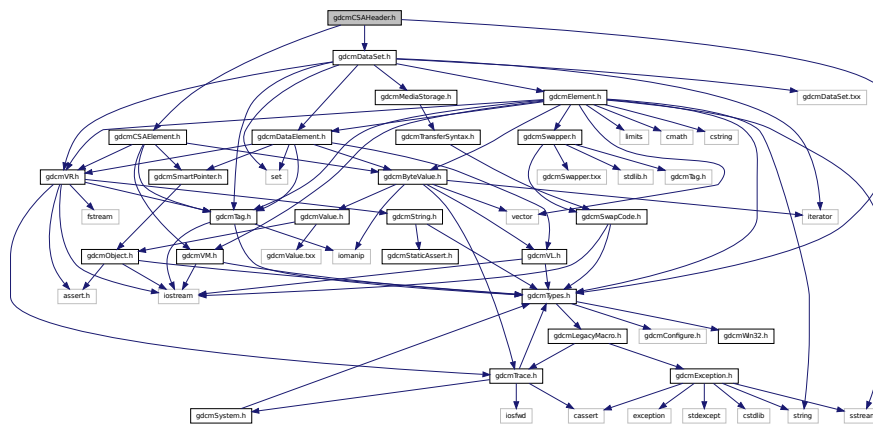 gdcmCSAHeader.h
gdcmDataSet.h
gdcmMediaStorage.h
gdcmElement.h
gdcmDataSet.txx
gdcmCSAElement.h
gdcmDataElement.h
gdcmTransferSyntax.h
gdcmSwapper.h
limits
cmath
cstring
gdcmVR.h
gdcmSmartPointer.h
set
gdcmByteValue.h
gdcmSwapper.txx
stdlib.h
gdcmTag.h
fstream
gdcmTag.h
gdcmValue.h
gdcmString.h
vector
gdcmSwapCode.h
iterator
gdcmObject.h
gdcmVM.h
gdcmValue.txx
iomanip
gdcmStaticAssert.h
gdcmVL.h
assert.h
iostream
gdcmTypes.h
gdcmLegacyMacro.h
gdcmConfigure.h
gdcmWin32.h
gdcmTrace.h
gdcmException.h
gdcmSystem.h
iosfwd
cassert
exception
stdexcept
cstdlib
string
sstream